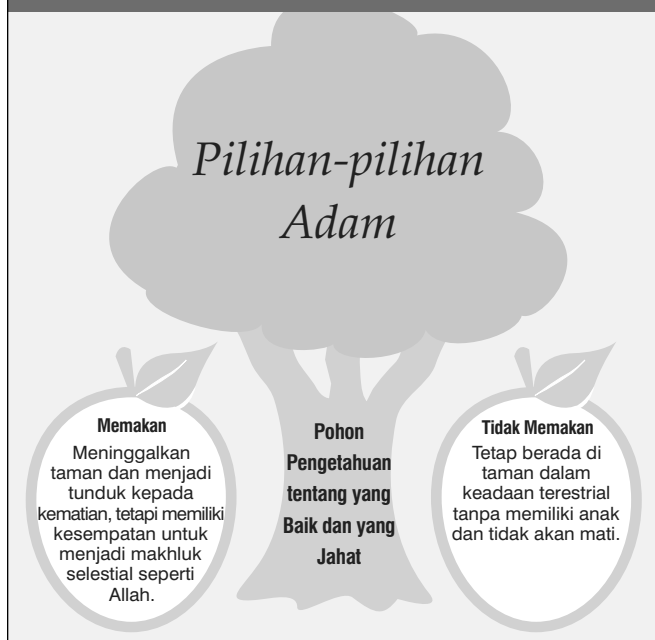 Pilihan-pilihan
Adam
Memakan
Meninggalkan
taman dan menjadi
tunduk kepada
kematian, tetapi memiliki
kesempatan untuk
menjadi makhluk
selestial seperti
Allah.
Pohon
Pengetahuan
tentang yang
Baik dan yang
Jahat
Tidak Memakan
Tetap berada di
taman dalam
keadaan terestrial
tanpa memiliki anak
dan tidak akan mati.